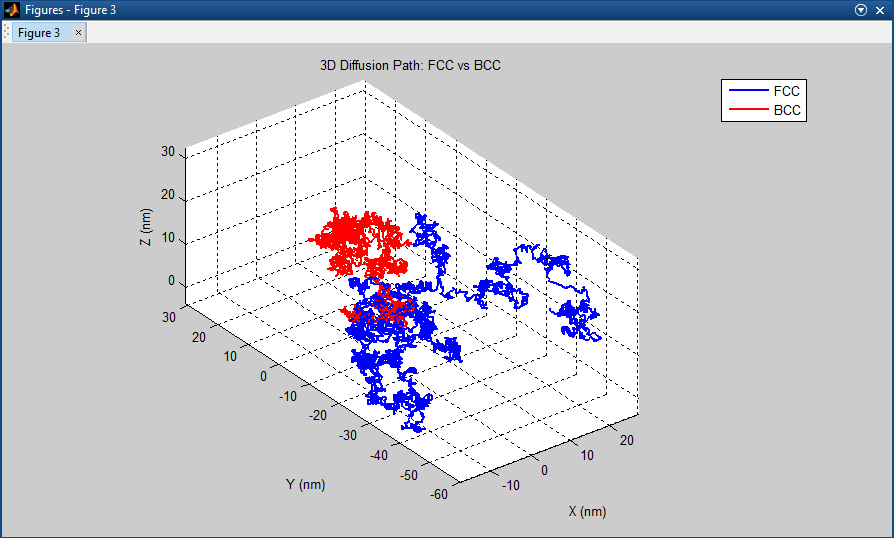 Figures - Figure 3
Figure 3
3D Diffusion Path: FCC vs BCC
FCC
BCC
Z (nm)
30
20
10
0
30
20
10
0
-10
-20
-30
-40
-50
-60
Y (nm)
-10
0
10
20
X (nm)